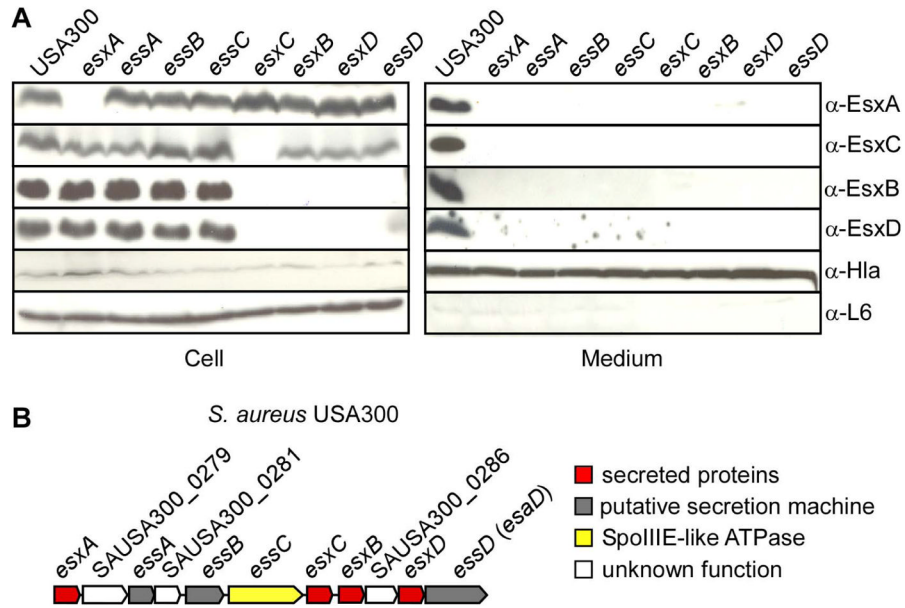 A
USA300 esxA essA essB essC esxC esxB esxD essD
USA300 esxA essA essB essC esxC esxB esxD essD
α-EsxA
α-EsxC
α-EsxB
α-EsxD
α-Hla
α-L6
Cell
Medium
B
S. aureus USA300
esxA SAUSA300_0279 essA SAUSA300_0281 essB essC esxC esxB SAUSA300_0286 esxD essD (esaD)
secreted proteins
putative secretion machine
SpoIIIE-like ATPase
unknown function